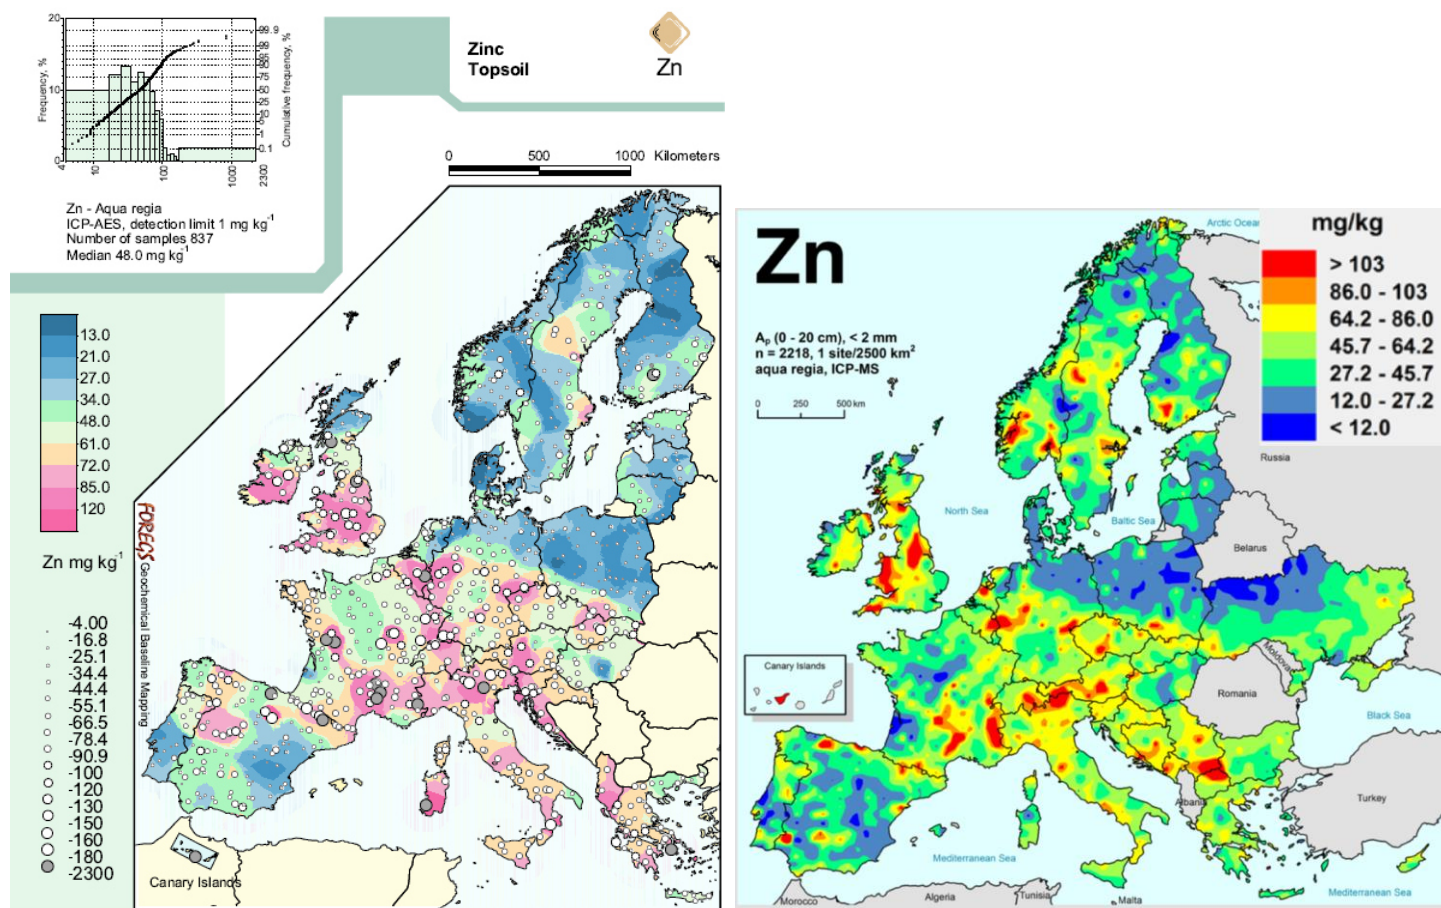 20
10
0
Frequency, %
99.9
99
95
90
75
50
25
10
5
1
0.1
Cumulative frequency, %
4
10
100
1000
2300
Zn - Aqua regia
ICP-AES, detection limit 1 mg kg-1
Number of samples 837
Median 48.0 mg kg-1
Zinc
Topsoil
Zn
0 500 1000 Kilometers
13.0
21.0
27.0
34.0
48.0
61.0
72.0
85.0
120
Zn mg kg-1
-4.00
-16.8
-25.1
-34.4
-44.4
-55.1
-66.5
-78.4
-90.9
-100
-120
-130
-150
-160
-180
-2300
FOREGS Geochemical Baseline Mapping
Canary Islands
Zn
Ap (0 - 20 cm), < 2 mm
n = 2218, 1 site/2500 km2
aqua regia, ICP-MS
0 250 500 km
mg/kg
> 103
86.0 - 103
64.2 - 86.0
45.7 - 64.2
27.2 - 45.7
12.0 - 27.2
< 12.0
Arctic Ocean
Russia
North Sea
Baltic Sea
Belarus
Canary Islands
Moldova
Romania
Black Sea
Albania
Turkey
Mediterranean Sea
Mediterranean Sea
Morocco
Algeria
Tunisia
Malta